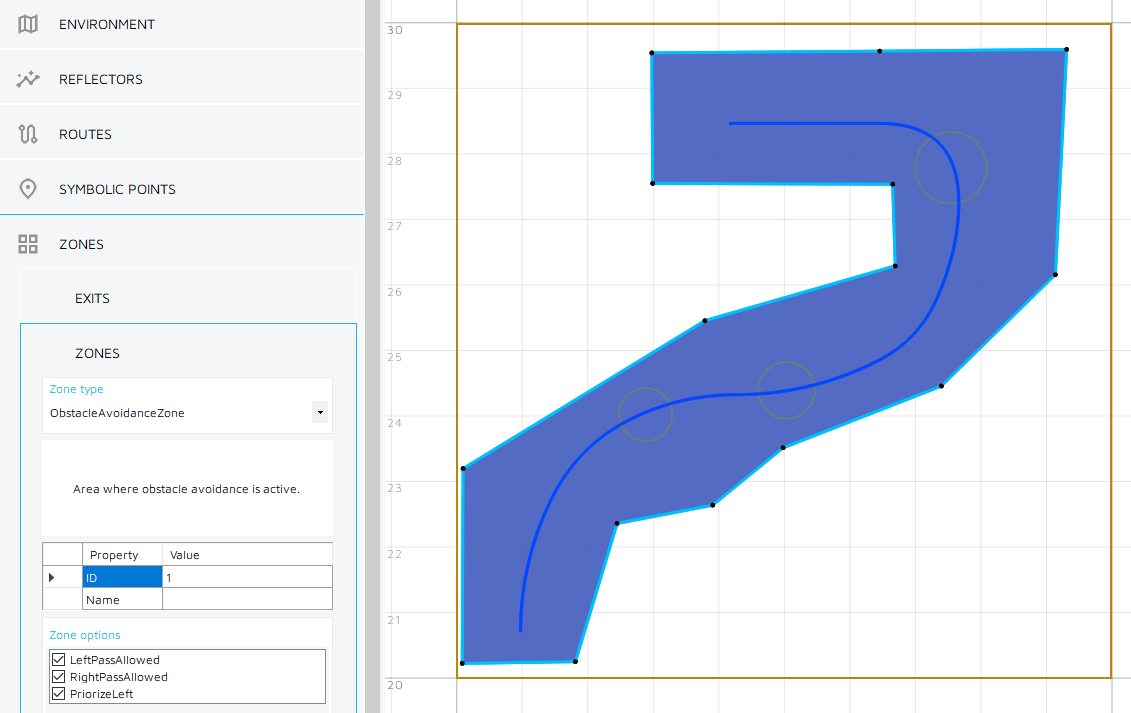 ENVIRONMENT
REFLECTORS
ROUTES
SYMBOLIC POINTS
ZONES
EXITS
ZONES
Zone type
ObstacleAvoidanceZone
Area where obstacle avoidance is active.
Property Value
ID 1
Name
Zone options
LeftPassAllowed
RightPassAllowed
PriorizeLeft
30
29
28
27
26
25
24
23
22
21
20